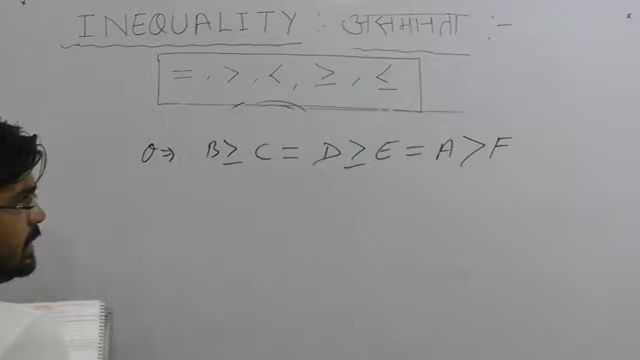 INEQUALITY : असमानता :-
= , > , < , ≥ , ≤
Q→ B ≥ C = D ≥ E = A > F